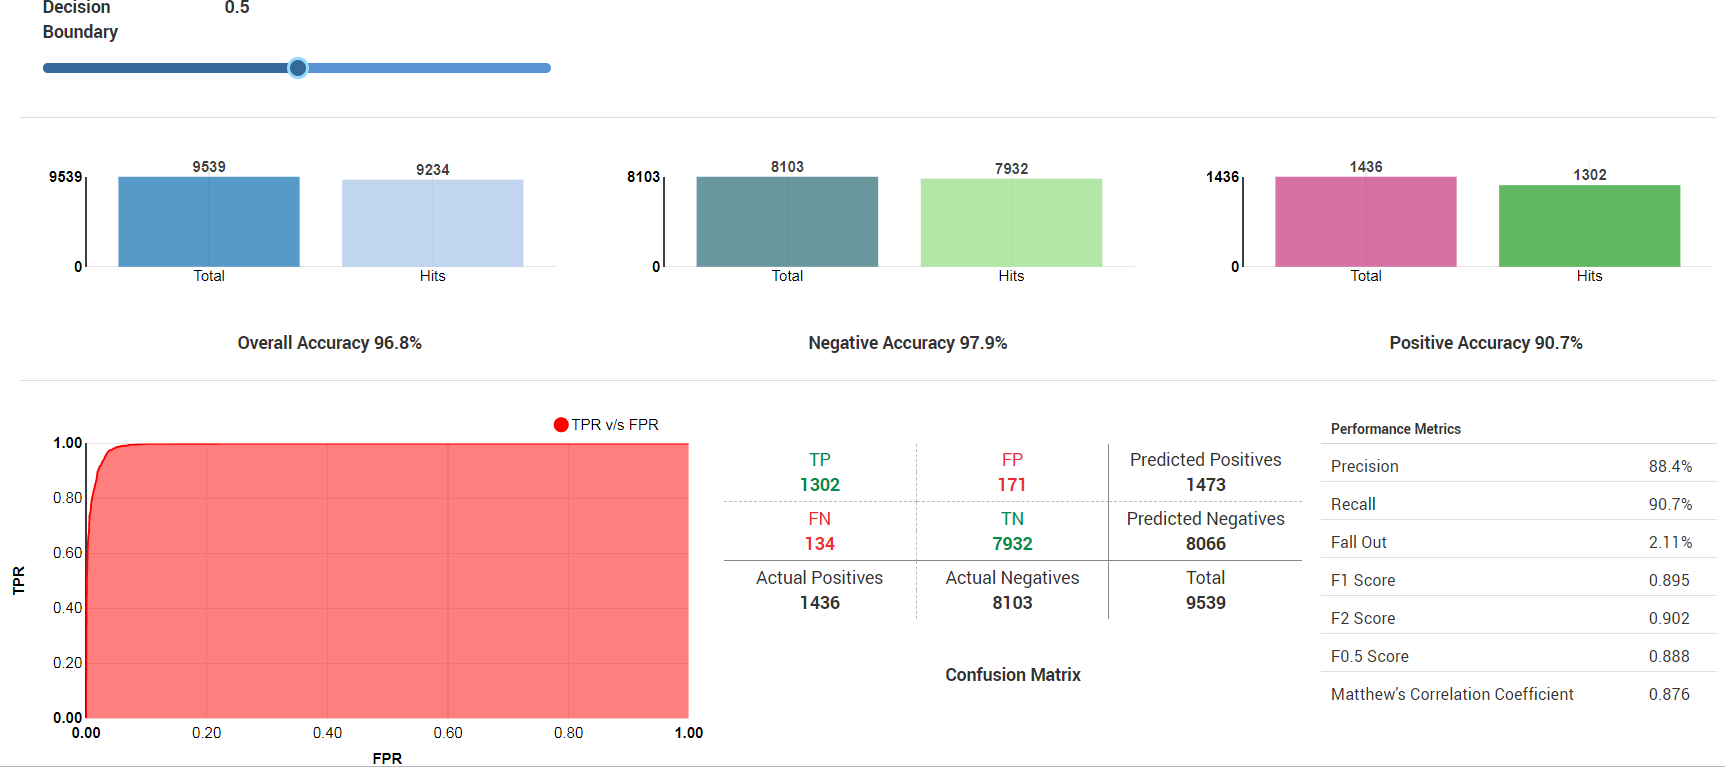 Decision 0.5
Boundary
9539 9234
9539
0
Total Hits
Overall Accuracy 96.8%
8103 7932
8103
0
Total Hits
Negative Accuracy 97.9%
1436 1302
1436
0
Total Hits
Positive Accuracy 90.7%
TPR v/s FPR
1.00
0.80
0.60
0.40
0.20
0.00
TPR
0.00 0.20 0.40 0.60 0.80 1.00
FPR
TP FP Predicted Positives
1302 171 1473
FN TN Predicted Negatives
134 7932 8066
Actual Positives Actual Negatives Total
1436 8103 9539
Confusion Matrix
Performance Metrics
Precision 88.4%
Recall 90.7%
Fall Out 2.11%
F1 Score 0.895
F2 Score 0.902
F0.5 Score 0.888
Matthew's Correlation Coefficient 0.876